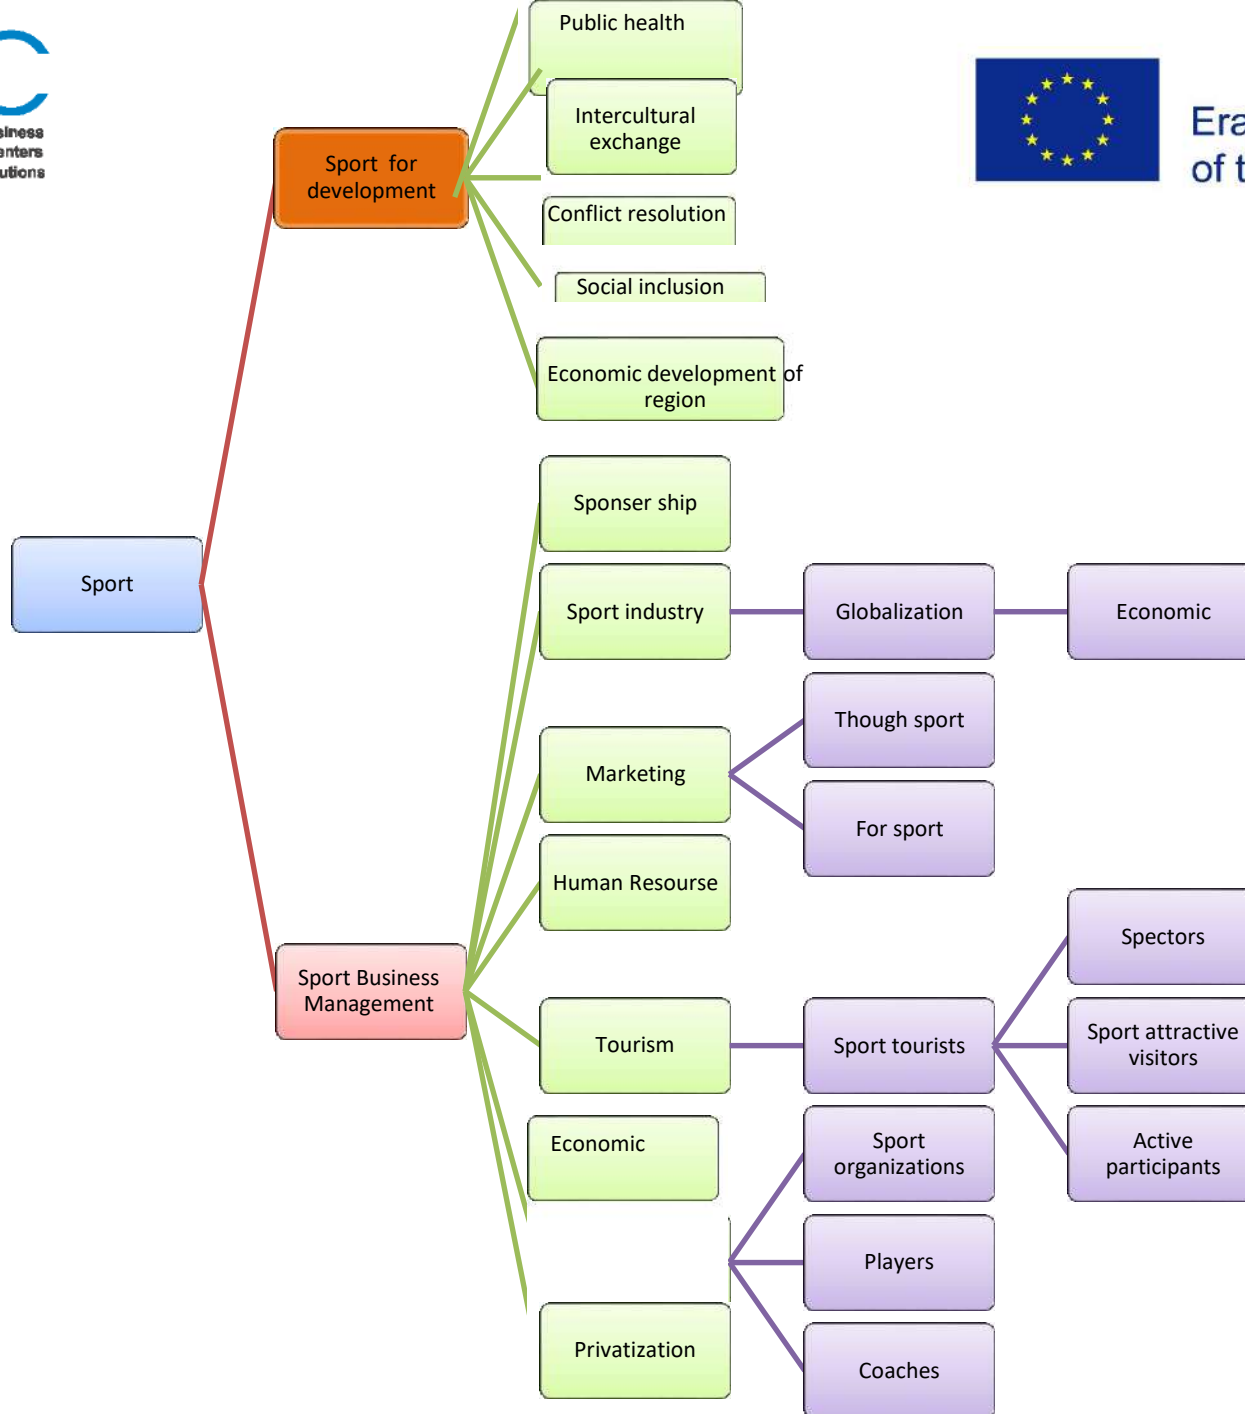 Public health
Intercultural
exchange
Sport for
development
Conflict resolution
Social inclusion
Economic development of
region
Sponser ship
Sport
Sport industry
Globalization
Economic
Though sport
Marketing
For sport
Human Resourse
Spectors
Sport Business
Management
Tourism
Sport tourists
Sport attractive
visitors
Economic
Sport
organizations
Active
participants
Players
Privatization
Coaches